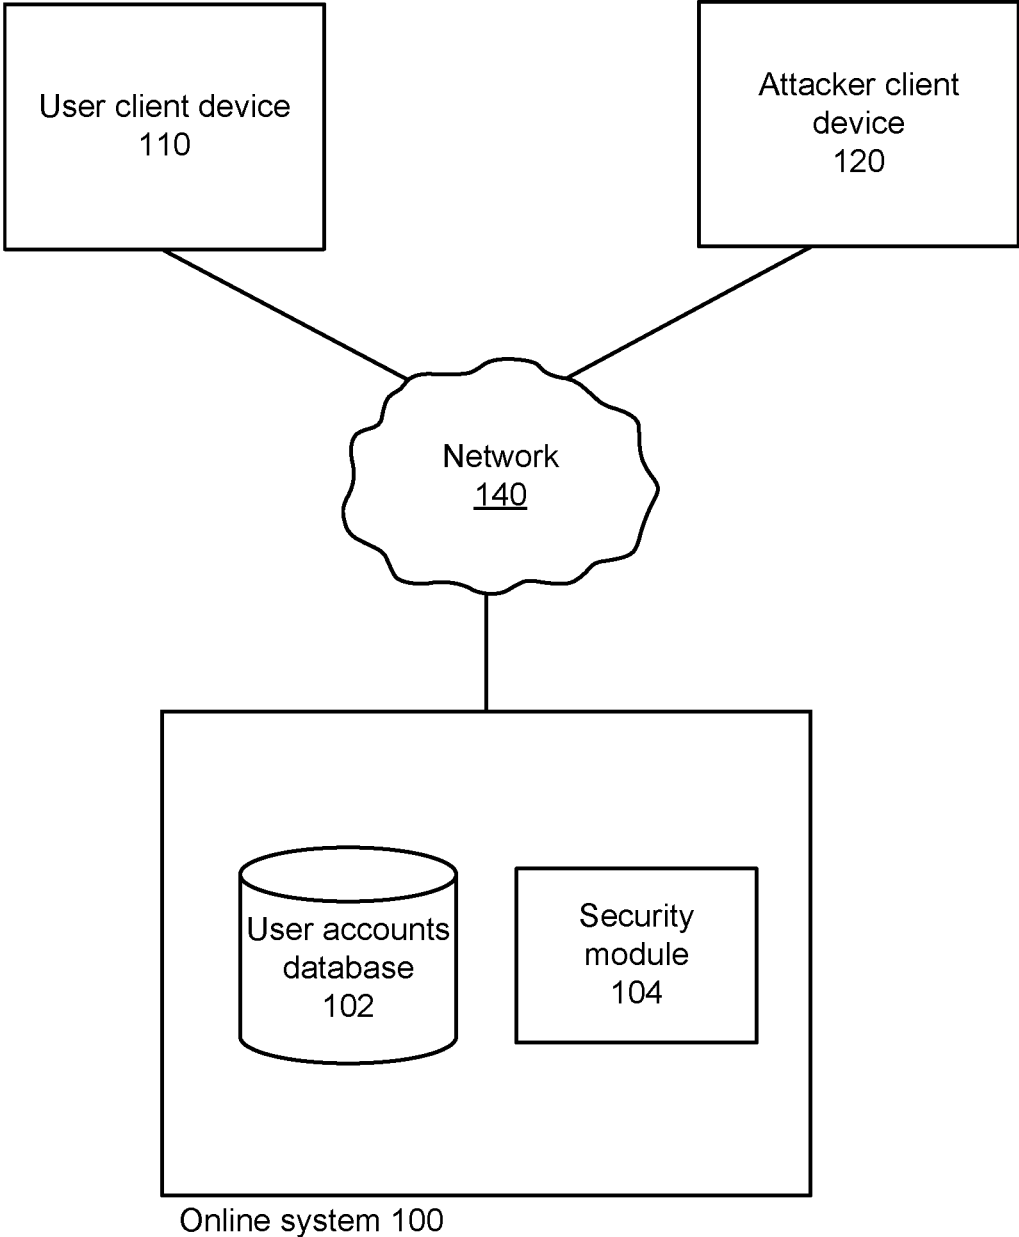 User client device
110
Attacker client
device
120
Network
140
User accounts
database
102
Security
module
104
Online system 100